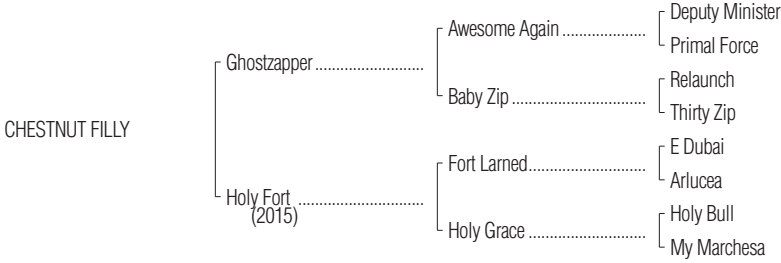 Deputy Minister
Awesome Again ........................
Primal Force
Ghostzapper ..........................
Relaunch
Baby Zip ....................................
Thirty Zip
CHESTNUT FILLY
E Dubai
Fort Larned................................
Arlucea
Holy Fort ..............................
(2015)
Holy Bull
Holy Grace ................................
My Marchesa